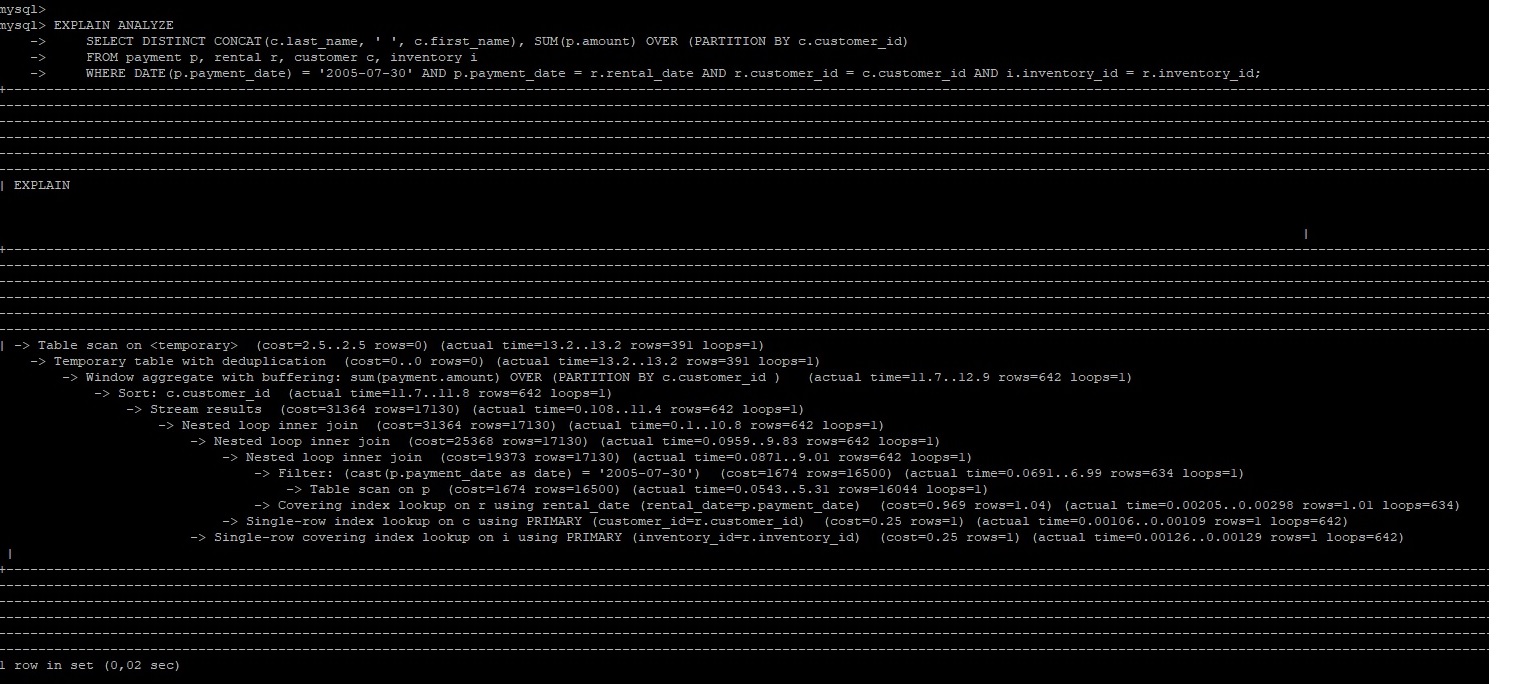 mysql>
mysql> EXPLAIN ANALYZE
    ->     SELECT DISTINCT CONCAT(c.last_name, ' ', c.first_name), SUM(p.amount) OVER (PARTITION BY c.customer_id)
    ->     FROM payment p, rental r, customer c, inventory i
    ->     WHERE DATE(p.payment_date) = '2005-07-30' AND p.payment_date = r.rental_date AND r.customer_id = c.customer_id AND i.inventory_id = r.inventory_id;
| EXPLAIN
|
| -> Table scan on <temporary>  (cost=2.5..2.5 rows=0) (actual time=13.2..13.2 rows=391 loops=1)
    -> Temporary table with deduplication  (cost=0..0 rows=0) (actual time=13.2..13.2 rows=391 loops=1)
        -> Window aggregate with buffering: sum(payment.amount) OVER (PARTITION BY c.customer_id )   (actual time=11.7..12.9 rows=642 loops=1)
            -> Sort: c.customer_id  (actual time=11.7..11.8 rows=642 loops=1)
                -> Stream results  (cost=31364 rows=17130) (actual time=0.108..11.4 rows=642 loops=1)
                    -> Nested loop inner join  (cost=31364 rows=17130) (actual time=0.1..10.8 rows=642 loops=1)
                        -> Nested loop inner join  (cost=25368 rows=17130) (actual time=0.0959..9.83 rows=642 loops=1)
                            -> Nested loop inner join  (cost=19373 rows=17130) (actual time=0.0871..9.01 rows=642 loops=1)
                                -> Filter: (cast(p.payment_date as date) = '2005-07-30')  (cost=1674 rows=16500) (actual time=0.0691..6.99 rows=634 loops=1)
                                    -> Table scan on p  (cost=1674 rows=16500) (actual time=0.0543..5.31 rows=16044 loops=1)
                                -> Covering index lookup on r using rental_date (rental_date=p.payment_date)  (cost=0.969 rows=1.04) (actual time=0.00205..0.00298 rows=1.01 loops=634)
                            -> Single-row index lookup on c using PRIMARY (customer_id=r.customer_id)  (cost=0.25 rows=1) (actual time=0.00106..0.00109 rows=1 loops=642)
                        -> Single-row covering index lookup on i using PRIMARY (inventory_id=r.inventory_id)  (cost=0.25 rows=1) (actual time=0.00126..0.00129 rows=1 loops=642)
|
1 row in set (0,02 sec)